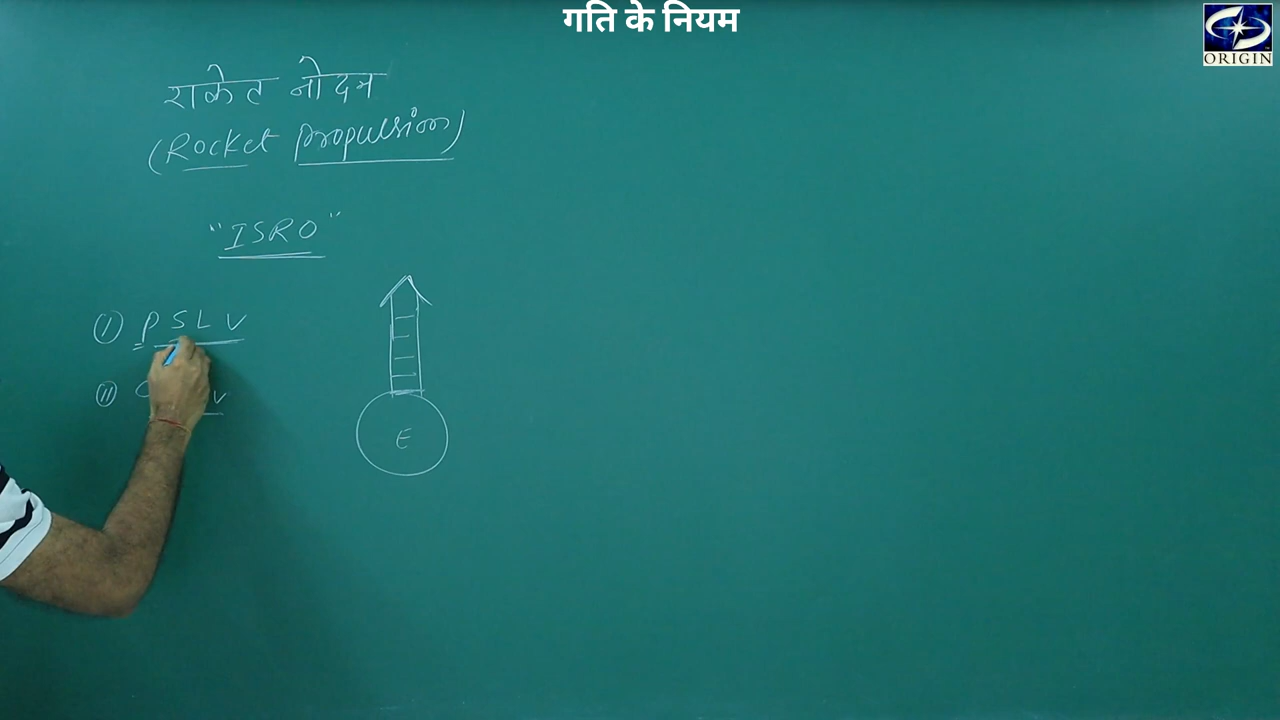 गति के नियम
ORIGIN
राकेट नोदन
(Rocket Propulsion)
"ISRO"
(I) PSLV
(II) V
E